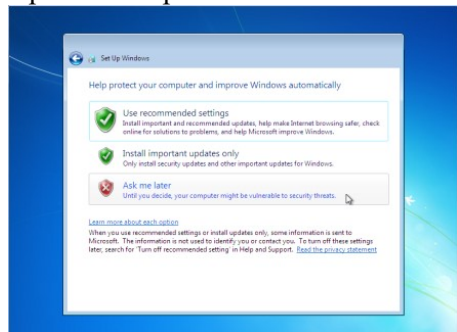 Set Up Windows
Help protect your computer and improve Windows automatically
Use recommended settings
Install important and recommended updates, help make Internet browsing safer, check
online for solutions to problems, and help Microsoft improve Windows.
Install important updates only
Only install security updates and other important updates for Windows.
Ask me later
Until you decide, your computer might be vulnerable to security threats.
Learn more about each option
When you use recommended settings or install updates only, some information is sent to
Microsoft. The information is not used to identify you or contact you. To turn off these settings
later, search for 'Turn off recommended setting' in Help and Support. Read the privacy statement